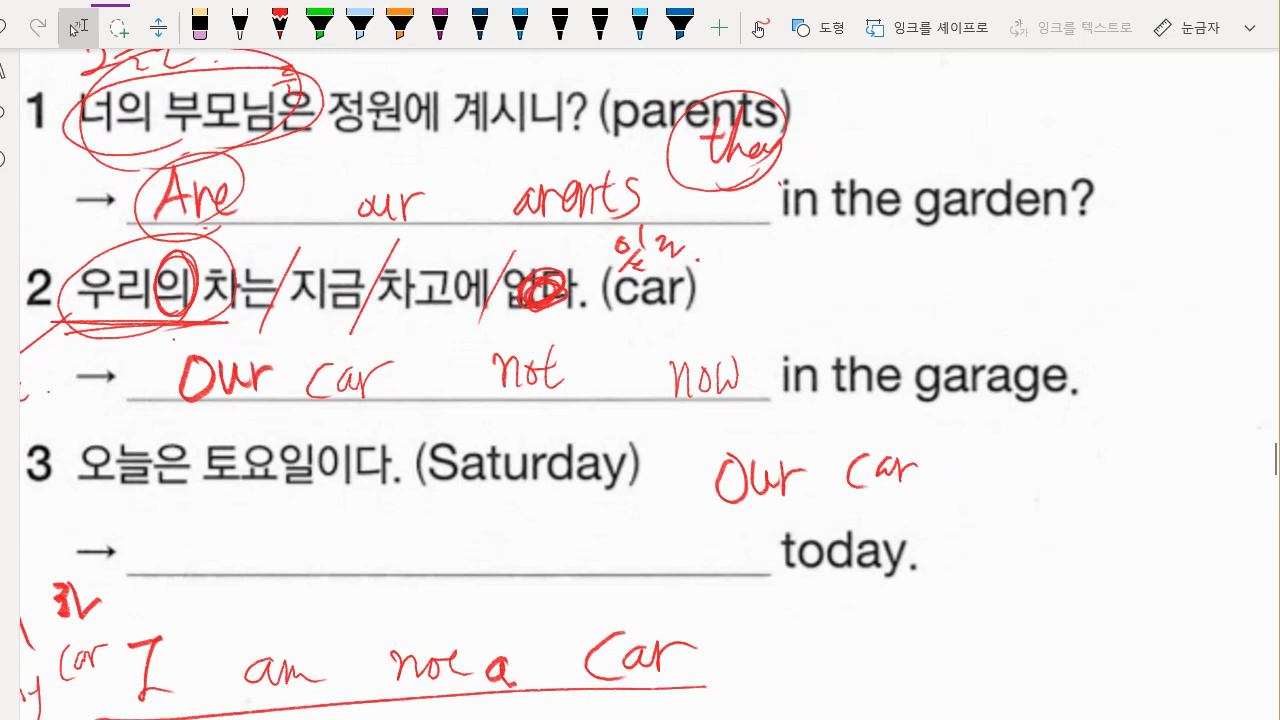 도형 잉크를 셰이프로 잉크를 텍스트로 눈금자
1 너의 부모님은 정원에 계시니? (parents)
→ Are our arents in the garden?
2 우리의 차는 지금 차고에 없다. (car)
→ Our car not now in the garage.
3 오늘은 토요일이다. (Saturday)
Our car
→ today.
car I am not a car